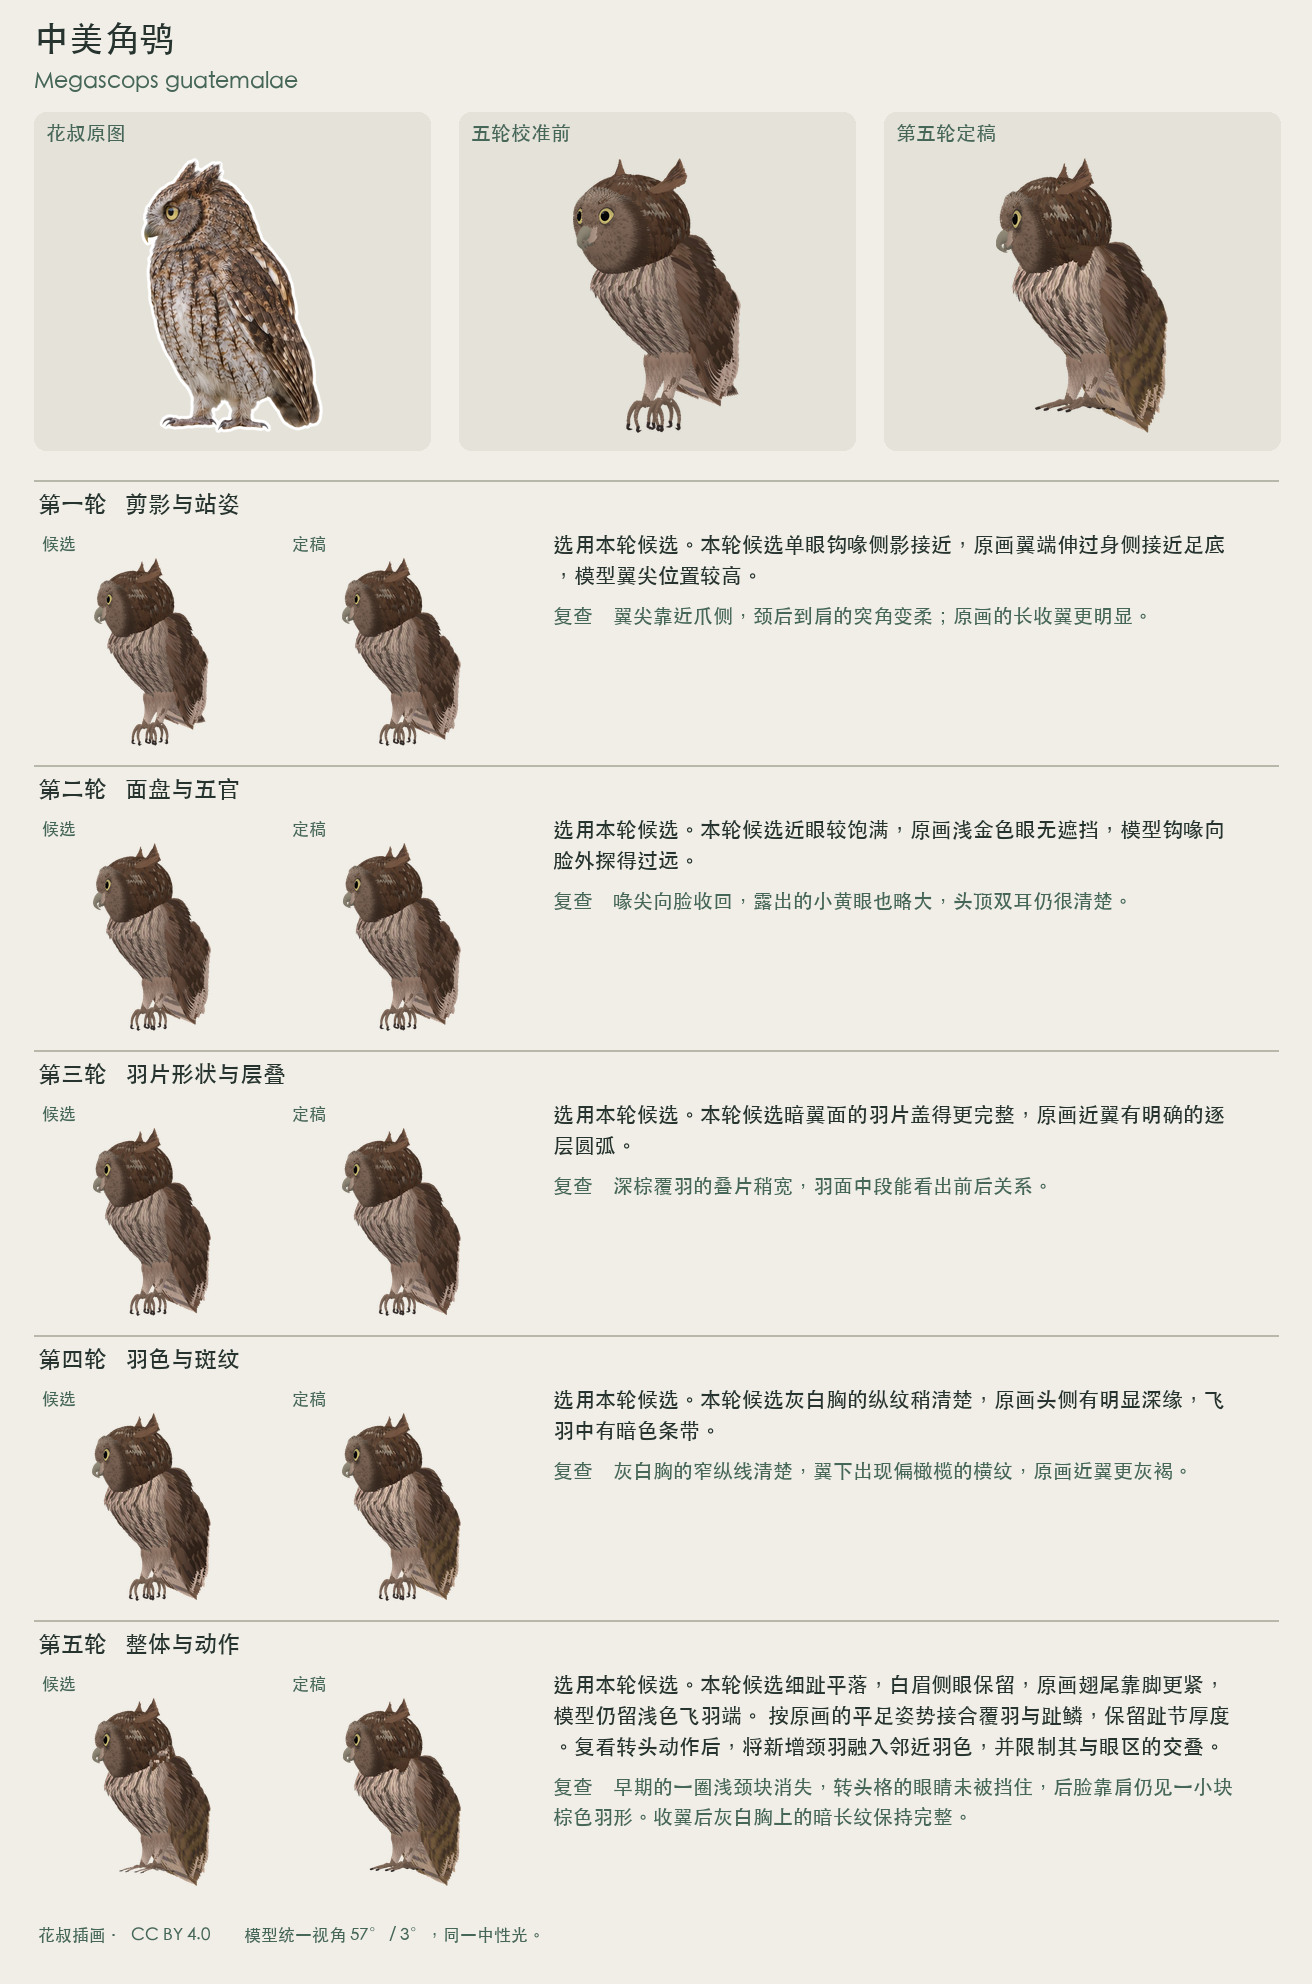 中美角鸮
Megascops guatemalae
花叔原图
五轮校准前
第五轮定稿
第一轮 剪影与站姿
候选
定稿
选用本轮候选。本轮候选单眼钩喙侧影接近，原画翼端伸过身侧接近足底
，模型翼尖位置较高。
复查 翼尖靠近爪侧，颈后到肩的突角变柔；原画的长收翼更明显。
第二轮 面盘与五官
候选
定稿
选用本轮候选。本轮候选近眼较饱满，原画浅金色眼无遮挡，模型钩喙向
脸外探得过远。
复查 喙尖向脸收回，露出的小黄眼也略大，头顶双耳仍很清楚。
第三轮 羽片形状与层叠
候选
定稿
选用本轮候选。本轮候选暗翼面的羽片盖得更完整，原画近翼有明确的逐
层圆弧。
复查 深棕覆羽的叠片稍宽，羽面中段能看出前后关系。
第四轮 羽色与斑纹
候选
定稿
选用本轮候选。本轮候选灰白胸的纵纹稍清楚，原画头侧有明显深缘，飞
羽中有暗色条带。
复查 灰白胸的窄纵线清楚，翼下出现偏橄榄的横纹，原画近翼更灰褐。
第五轮 整体与动作
候选
定稿
选用本轮候选。本轮候选细趾平落，白眉侧眼保留，原画翅尾靠脚更紧，
模型仍留浅色飞羽端。 按原画的平足姿势接合覆羽与趾鳞，保留趾节厚度
。复看转头动作后，将新增颈羽融入邻近羽色，并限制其与眼区的交叠。
复查 早期的一圈浅颈块消失，转头格的眼睛未被挡住，后脸靠肩仍见一小块
棕色羽形。收翼后灰白胸上的暗长纹保持完整。
花叔插画 · CC BY 4.0 模型统一视角 57° / 3° ，同一中性光。